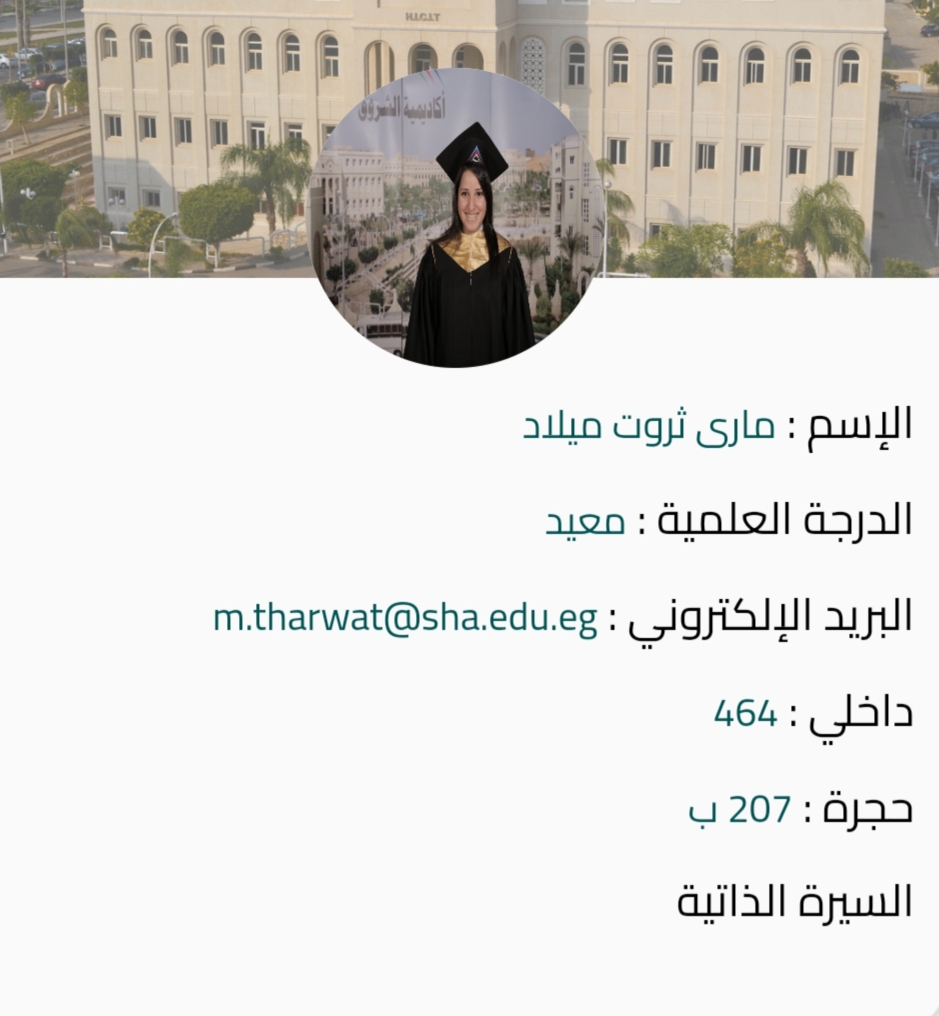 H.I.C.I.T
أكاديمية الشروق
الإسم : مارى ثروت ميلاد
الدرجة العلمية : معيد
البريد الإلكتروني : m.tharwat@sha.edu.eg
داخلي : 464
حجرة : 207 ب
السيرة الذاتية